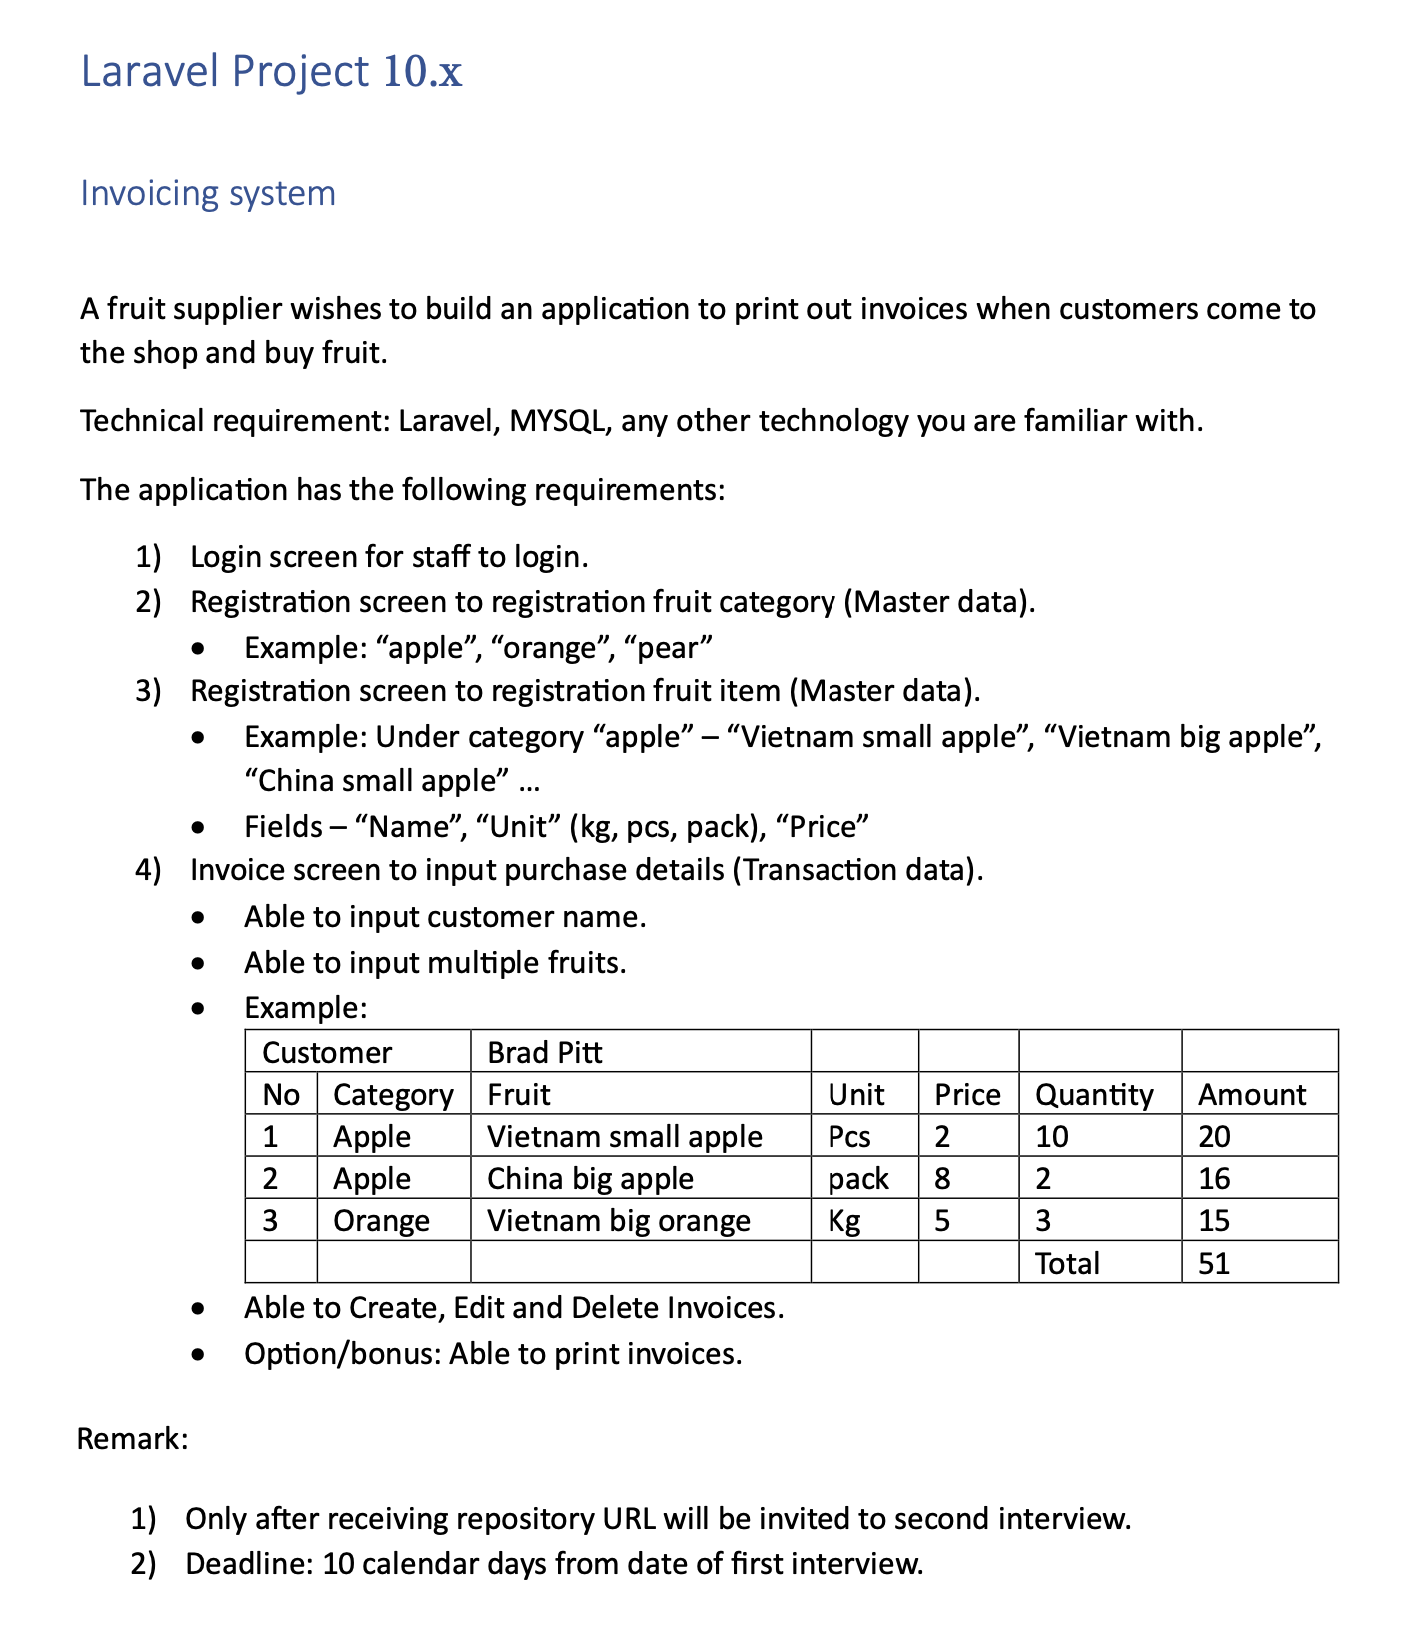 Laravel Project 10.x
Invoicing system
A fruit supplier wishes to build an application to print out invoices when customers come to
the shop and buy fruit.
Technical requirement: Laravel, MYSQL, any other technology you are familiar with.
The application has the following requirements:
1) Login screen for staff to login.
2) Registration screen to registration fruit category (Master data).
• Example: “apple”, “orange”, “pear”
3) Registration screen to registration fruit item (Master data).
• Example: Under category “apple” – “Vietnam small apple”, “Vietnam big apple”,
“China small apple” ...
• Fields – “Name”, “Unit” (kg, pcs, pack), “Price”
4) Invoice screen to input purchase details (Transaction data).
• Able to input customer name.
• Able to input multiple fruits.
• Example:
Customer Brad Pitt
No Category Fruit Unit Price Quantity Amount
1 Apple Vietnam small apple Pcs 2 10 20
2 Apple China big apple pack 8 2 16
3 Orange Vietnam big orange Kg 5 3 15
Total 51
• Able to Create, Edit and Delete Invoices.
• Option/bonus: Able to print invoices.
Remark:
1) Only after receiving repository URL will be invited to second interview.
2) Deadline: 10 calendar days from date of first interview.